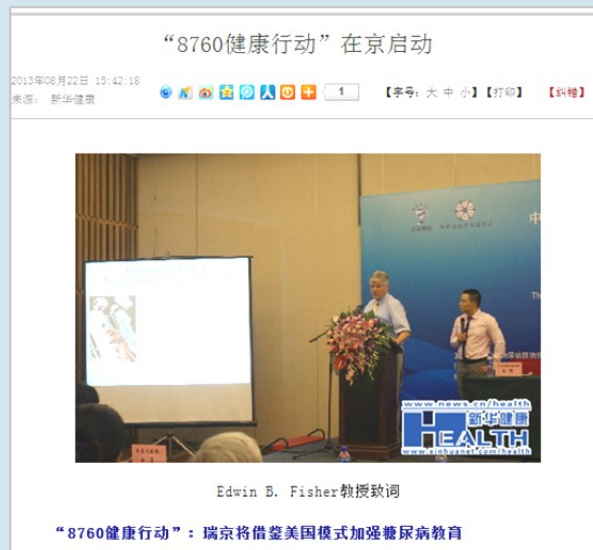 “8760健康行动”在京启动
2013年08月22日 15:42:18
来源： 新华健康
1
【字号：大 中 小】【打印】
【纠错】
www.news.cn/health
新华健康
HEALTH
www.xinhuanet.com/health
Edwin B. Fisher教授致词
“8760健康行动”：瑞京将借鉴美国模式加强糖尿病教育